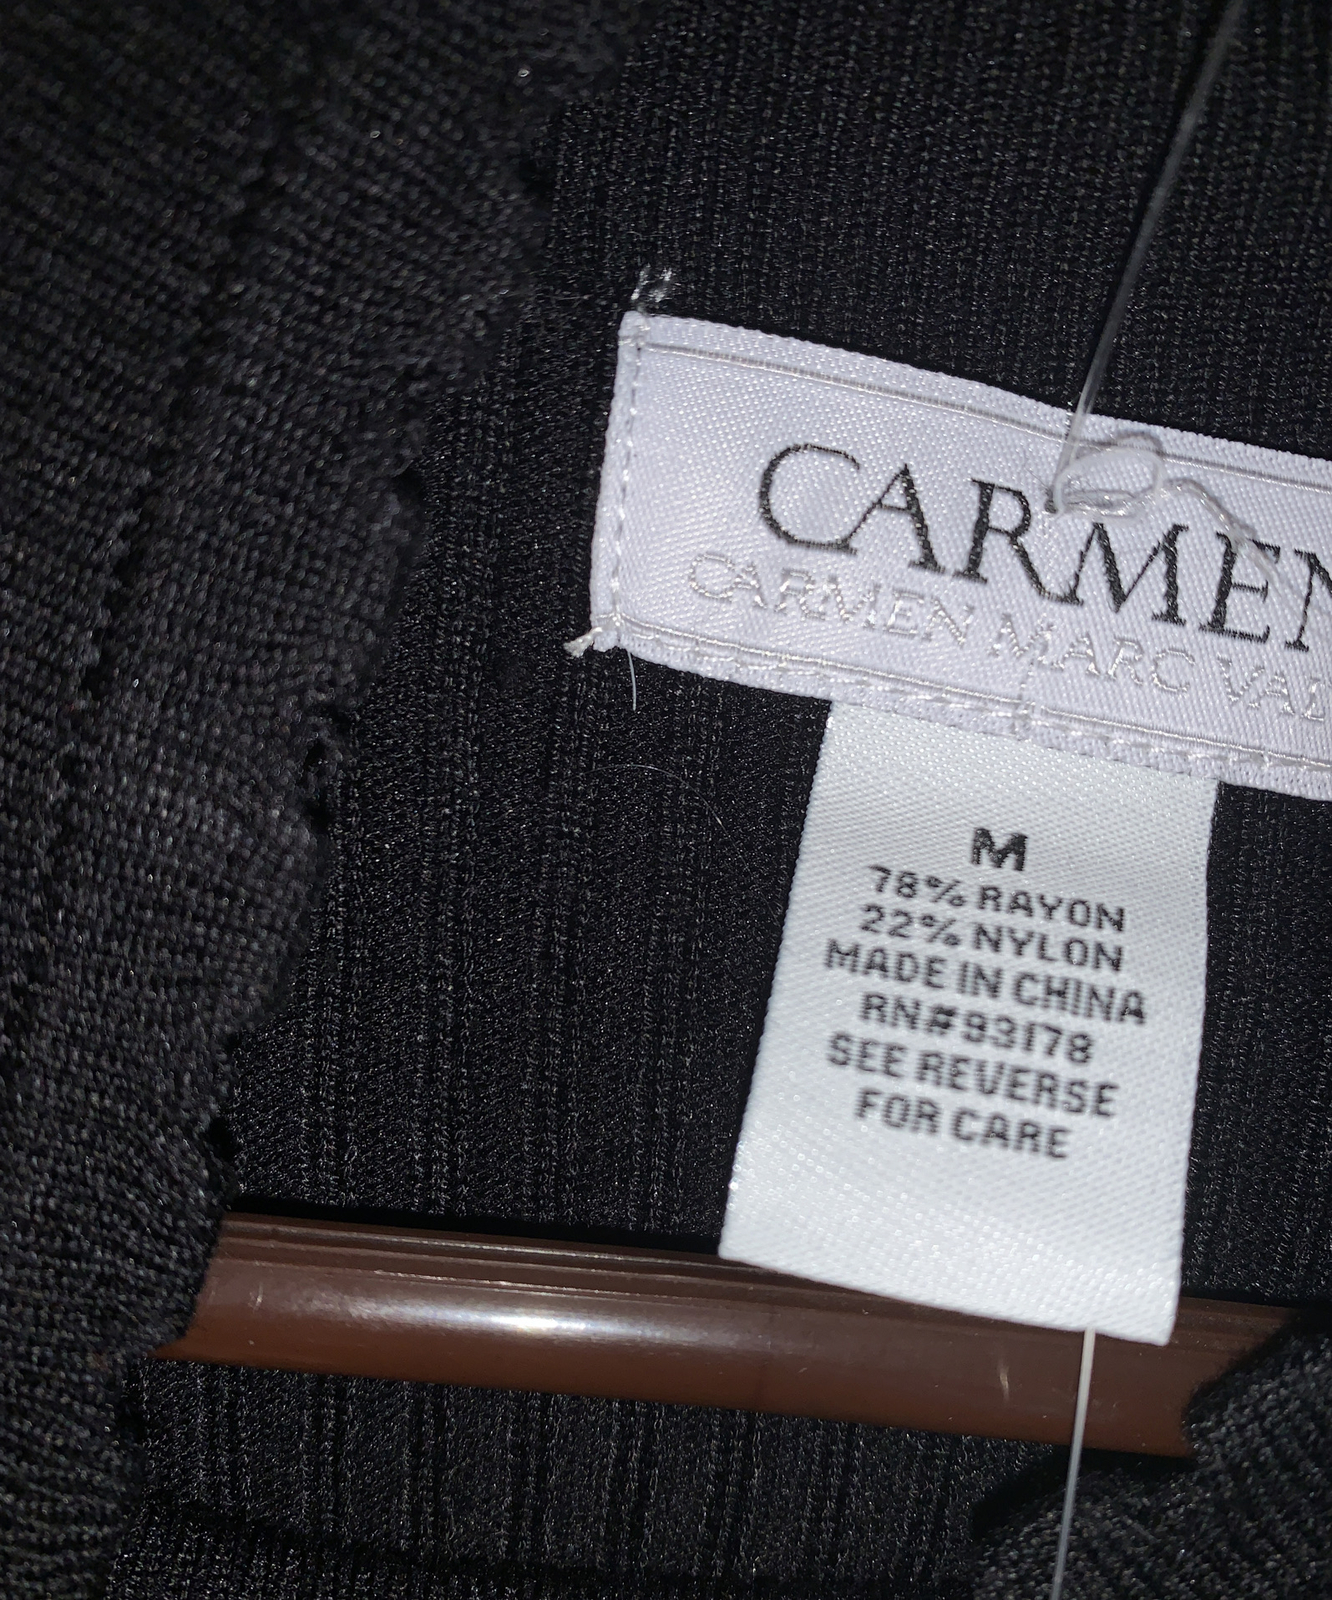 CARMEN
CARMEN MARC VAL
M
78% RAYON
22% NYLON
MADE IN CHINA
RN#93178
SEE REVERSE
FOR CARE